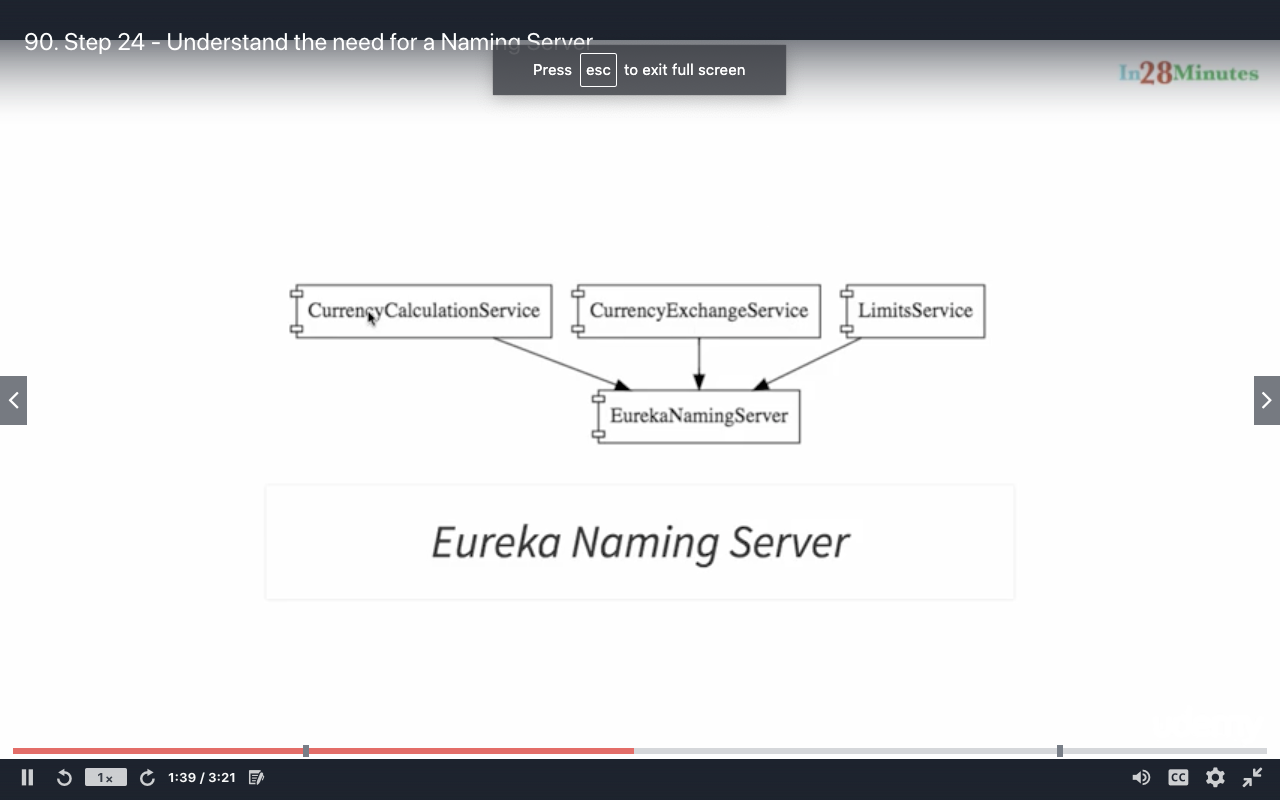 90. Step 24 - Understand the need for a Naming Server
Press esc to exit full screen
In28Minutes
CurrencyCalculationService
CurrencyExchangeService
LimitsService
EurekaNamingServer
Eureka Naming Server
1x
1:39 / 3:21
CC